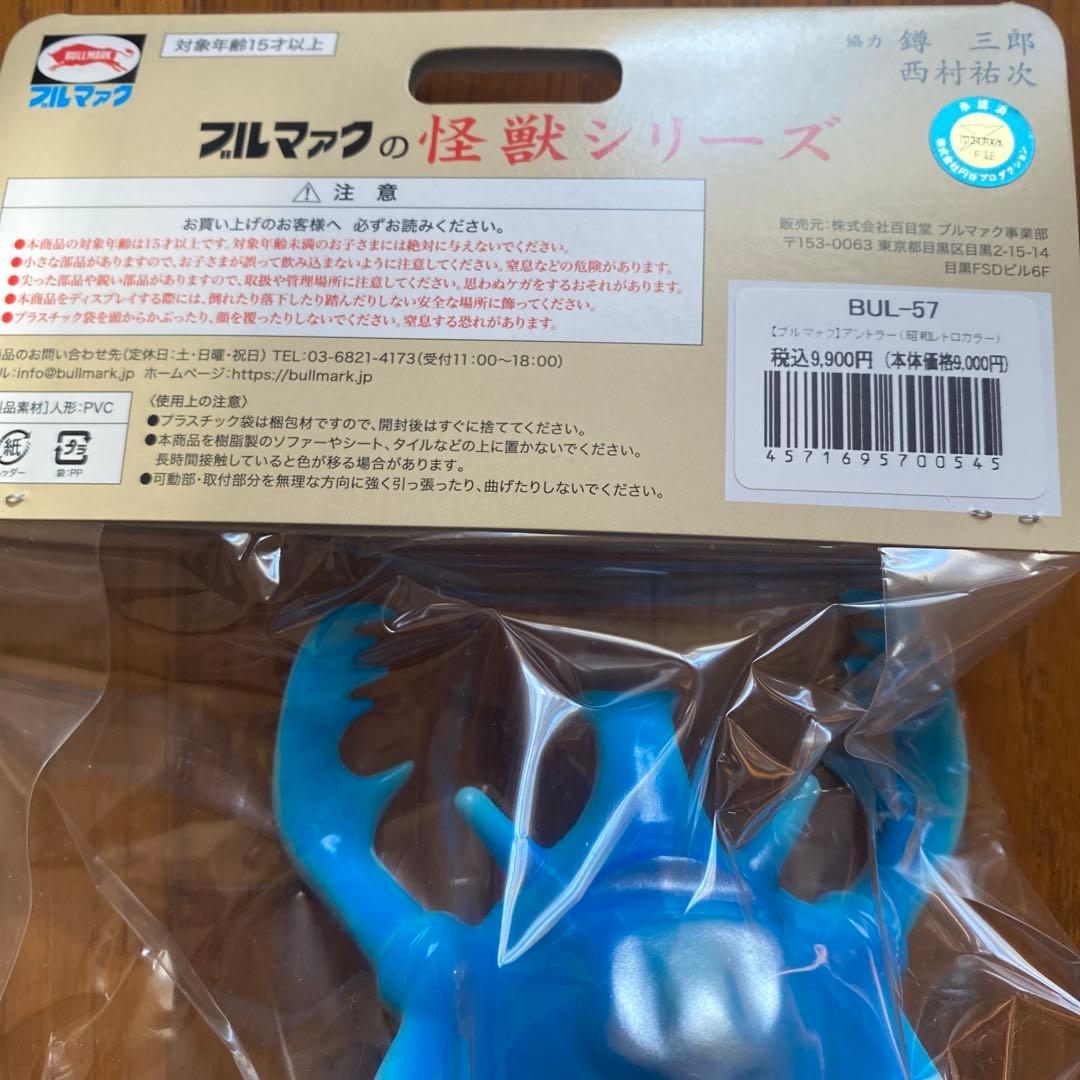 BULLMARK
ブルマァク
対象年齢15才以上
協力 鐏 三郎
西村祐次
ブルマァクの怪獣シリーズ
承認済
TSUBURAYA
F証
株式会社円谷プロダクション
⚠ 注 意
お買い上げのお客様へ 必ずお読みください。
●本商品の対象年齢は15才以上です。対象年齢未満のお子さまには絶対に与えないでください。
●小さな部品がありますので、お子さまが誤って飲み込まないように注意してください。窒息などの危険があります。
●尖った部品や鋭い部品がありますので、取扱や管理場所に注意してください。思わぬケガをするおそれがあります。
●本商品をディスプレイする際には、倒れたり落下したり踏んだりしない安全な場所に飾ってください。
●プラスチック袋を頭からかぶったり、顔を覆ったりしないでください。窒息する恐れがあります。
販売元:株式会社百目堂 ブルマァク事業部
〒153-0063 東京都目黒区目黒2-15-14
目黒FSDビル6F
商品のお問い合わせ先(定休日:土・日曜・祝日) TEL:03-6821-4173(受付11:00〜18:00)
ル:info@bullmark.jp ホームページ:https://bullmark.jp
製品素材]人形:PVC
紙
ヘッダー
プラ
袋:PP
〈使用上の注意〉
●プラスチック袋は梱包材ですので、開封後はすぐに捨ててください。
●本商品を樹脂製のソファーやシート、タイルなどの上に置かないでください。
長時間接触していると色が移る場合があります。
●可動部・取付部分を無理な方向に強く引っ張ったり、曲げたりしないでください。
BUL-57
【ブルマァク】アントラー(昭和レトロカラー)
税込9,900円 (本体価格9,000円)
4571695700545